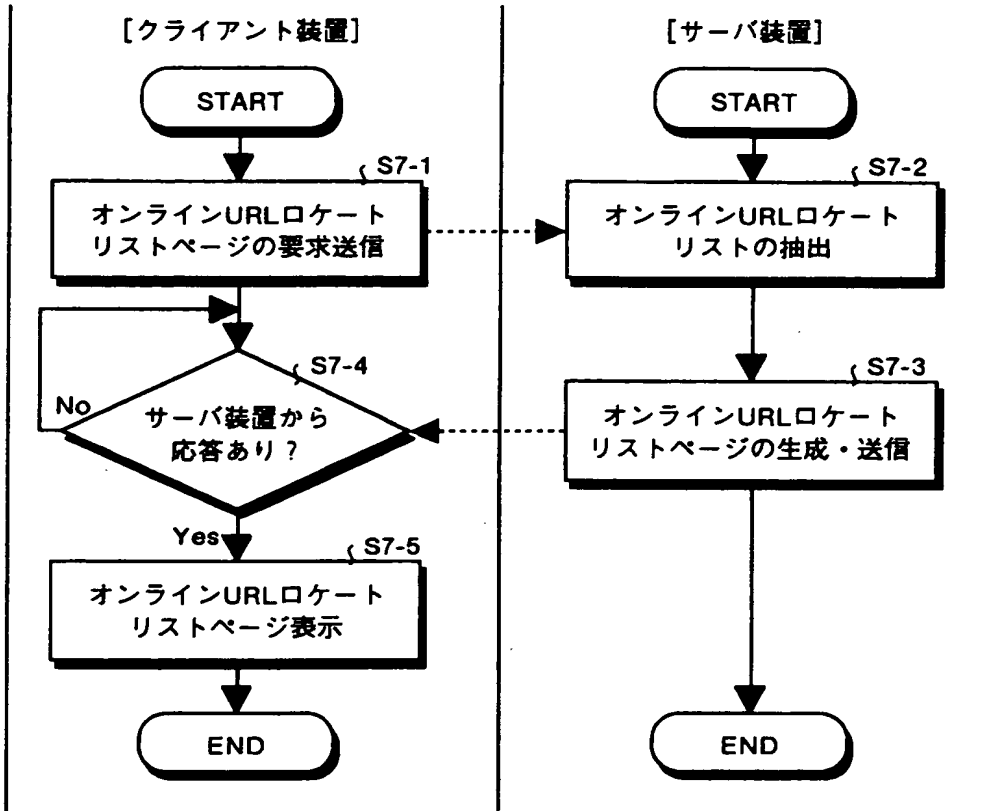 [クライアント装置]
START
S7-1
オンラインURLロケート
リストページの要求送信
S7-4
サーバ装置から
応答あり?
No
Yes
S7-5
オンラインURLロケート
リストページ表示
END
[サーバ装置]
START
S7-2
オンラインURLロケート
リストの抽出
S7-3
オンラインURLロケート
リストページの生成・送信
END